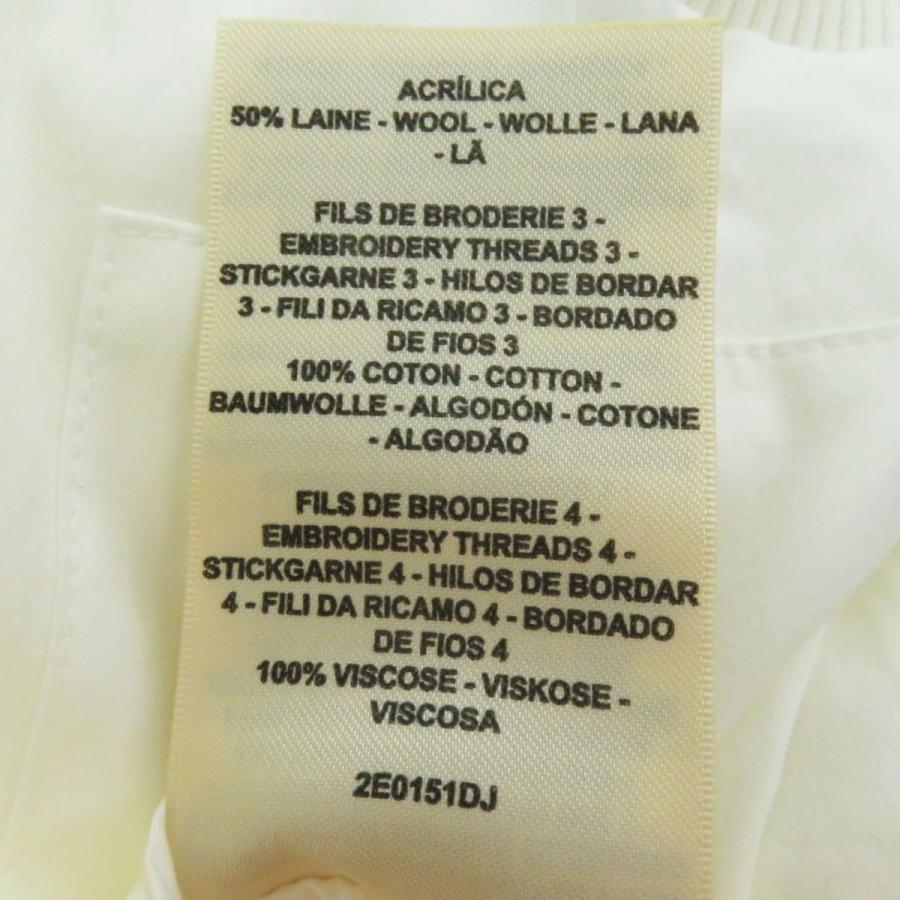 ACRÍLICA
50% LAINE - WOOL - WOLLE - LANA
- LÃ
FILS DE BRODERIE 3 -
EMBROIDERY THREADS 3 -
STICKGARNE 3 - HILOS DE BORDAR
3 - FILI DA RICAMO 3 - BORDADO
DE FIOS 3
100% COTON - COTTON -
BAUMWOLLE - ALGODÓN - COTONE
- ALGODÃO
FILS DE BRODERIE 4 -
EMBROIDERY THREADS 4 -
STICKGARNE 4 - HILOS DE BORDAR
4 - FILI DA RICAMO 4 - BORDADO
DE FIOS 4
100% VISCOSE - VISKOSE -
VISCOSA
2E0151DJ